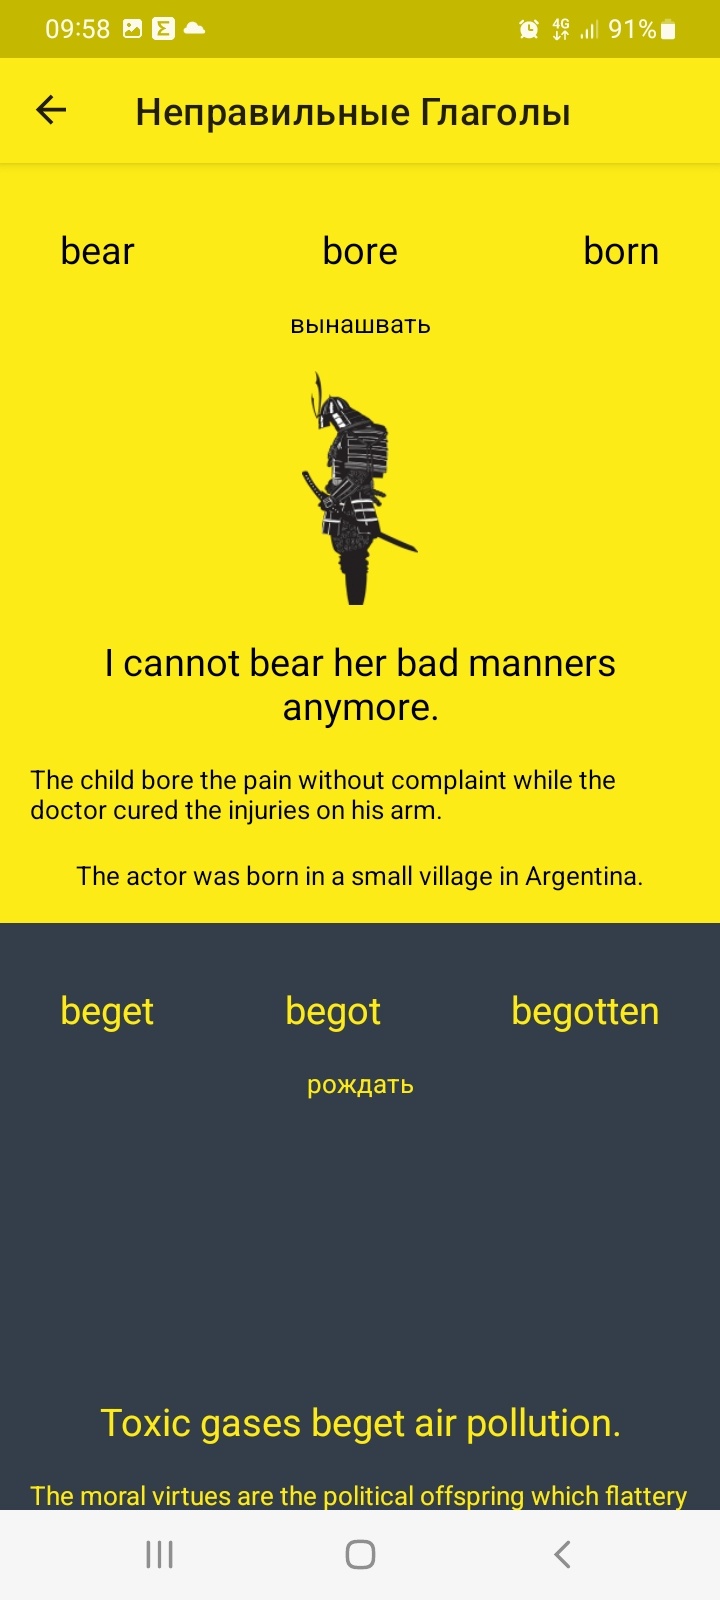 09:58 4G 91%
Неправильные Глаголы
bear bore born
вынашвать
I cannot bear her bad manners
anymore.
The child bore the pain without complaint while the
doctor cured the injuries on his arm.
The actor was born in a small village in Argentina.
beget begot begotten
рождать
Toxic gases beget air pollution.
The moral virtues are the political offspring which flattery